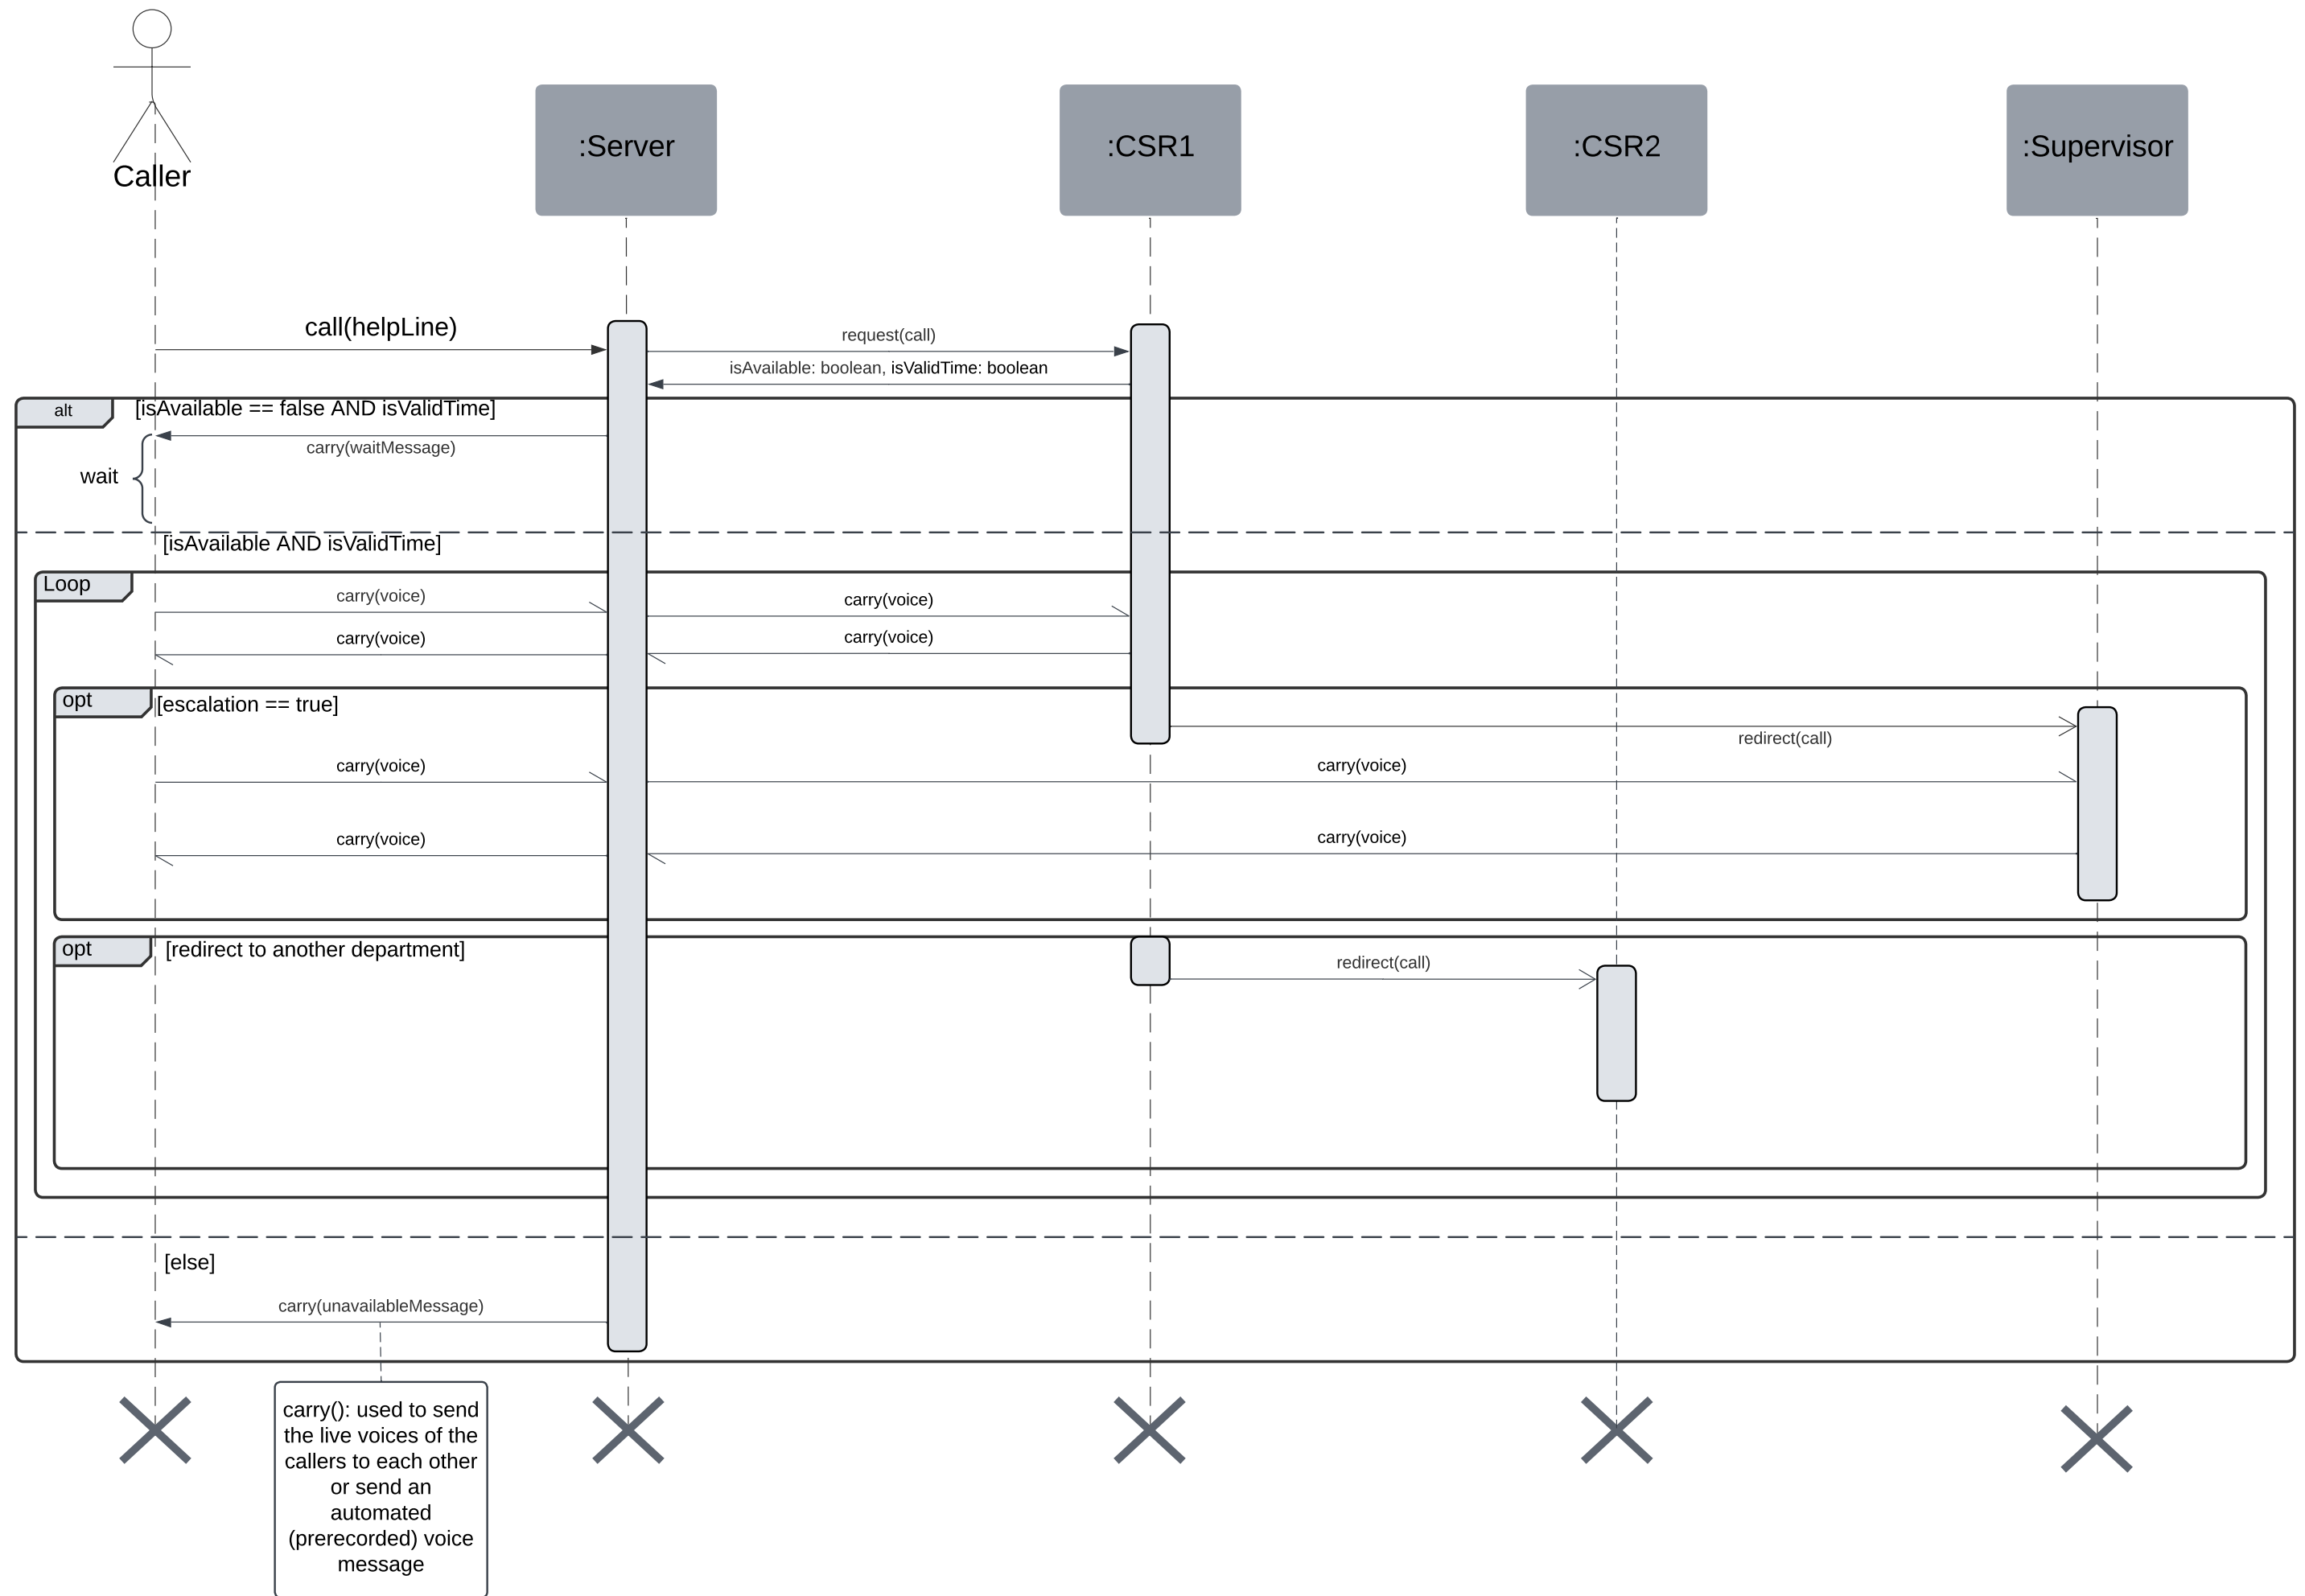 Caller
:Server
:CSR1
:CSR2
:Supervisor
call(helpLine)
request(call)
isAvailable: boolean, isValidTime: boolean
alt
[isAvailable == false AND isValidTime]
carry(waitMessage)
wait
[isAvailable AND isValidTime]
Loop
carry(voice)
carry(voice)
carry(voice)
carry(voice)
opt
[escalation == true]
redirect(call)
carry(voice)
carry(voice)
carry(voice)
carry(voice)
opt
[redirect to another department]
redirect(call)
[else]
carry(unavailableMessage)
carry(): used to send
the live voices of the
callers to each other
or send an
automated
(prerecorded) voice
message